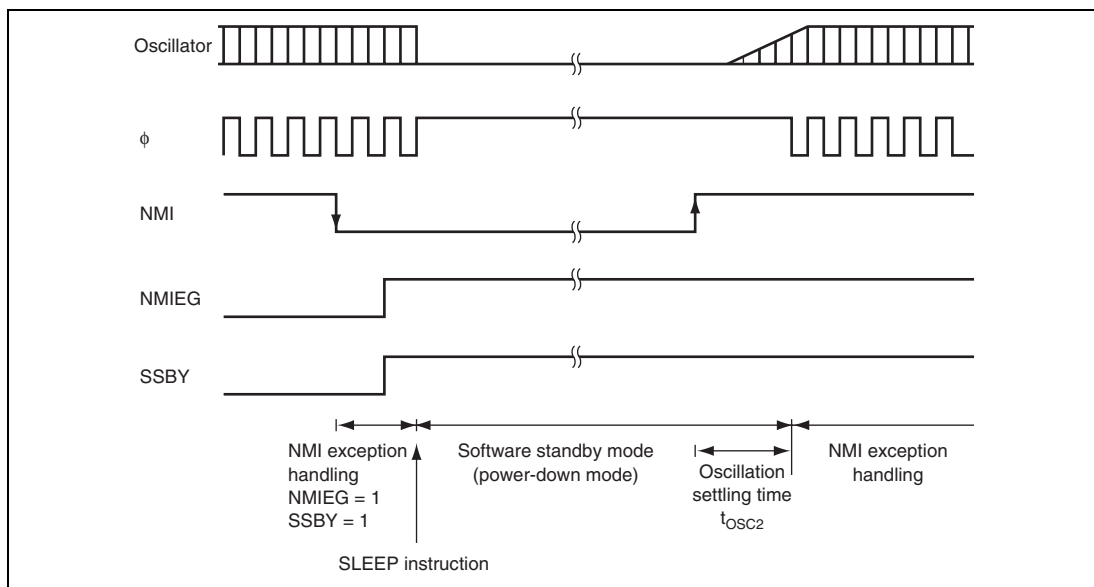 Oscillator
ϕ
NMI
NMIEG
SSBY
NMI exception
handling
NMIEG = 1
SSBY = 1
Software standby mode
(power-down mode)
Oscillation
settling time
tOSC2
NMI exception
handling
SLEEP instruction